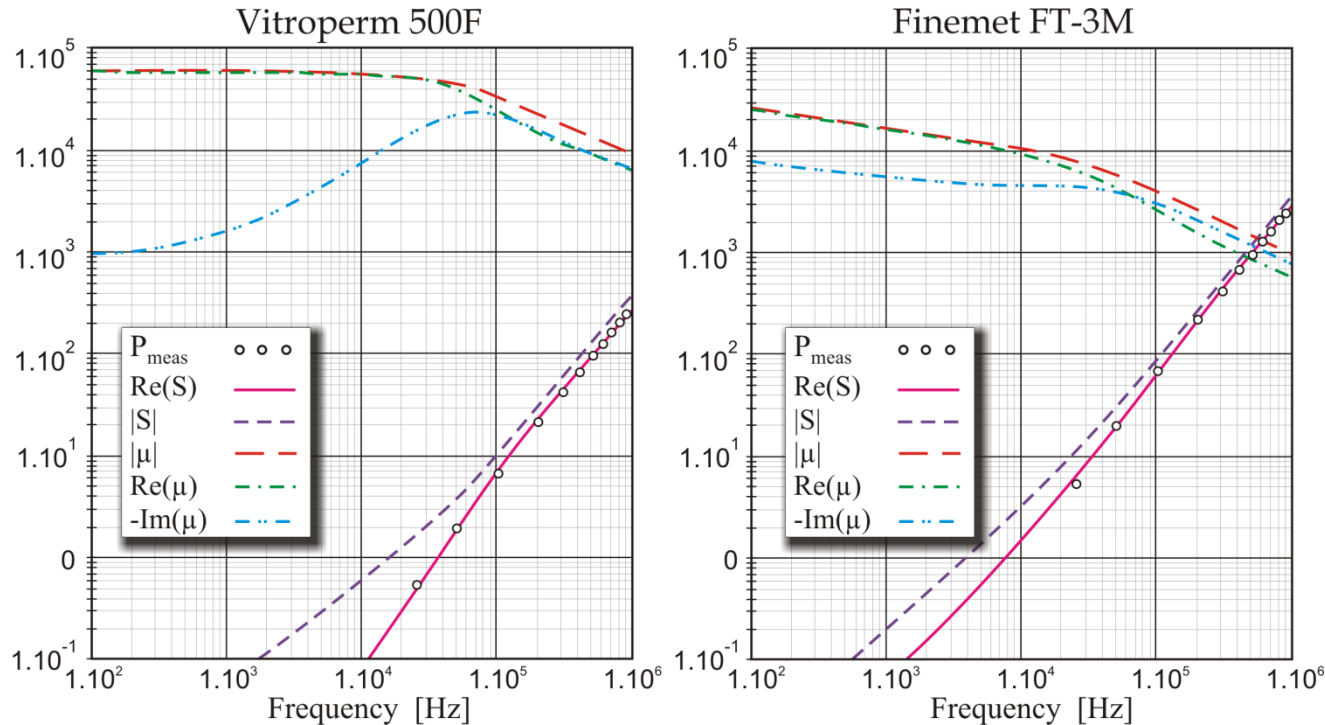 Vitroperm 500F
1.10⁵
1.10⁴
1.10³
1.10²
1.10¹
0
1.10⁻¹
P_meas
Re(S)
|S|
|µ|
Re(µ)
-Im(µ)
1.10² 1.10³ 1.10⁴ 1.10⁵ 1.10⁶
Frequency [Hz]
Finemet FT-3M
1.10⁵
1.10⁴
1.10³
1.10²
1.10¹
0
1.10⁻¹
P_meas
Re(S)
|S|
|µ|
Re(µ)
-Im(µ)
1.10² 1.10³ 1.10⁴ 1.10⁵ 1.10⁶
Frequency [Hz]